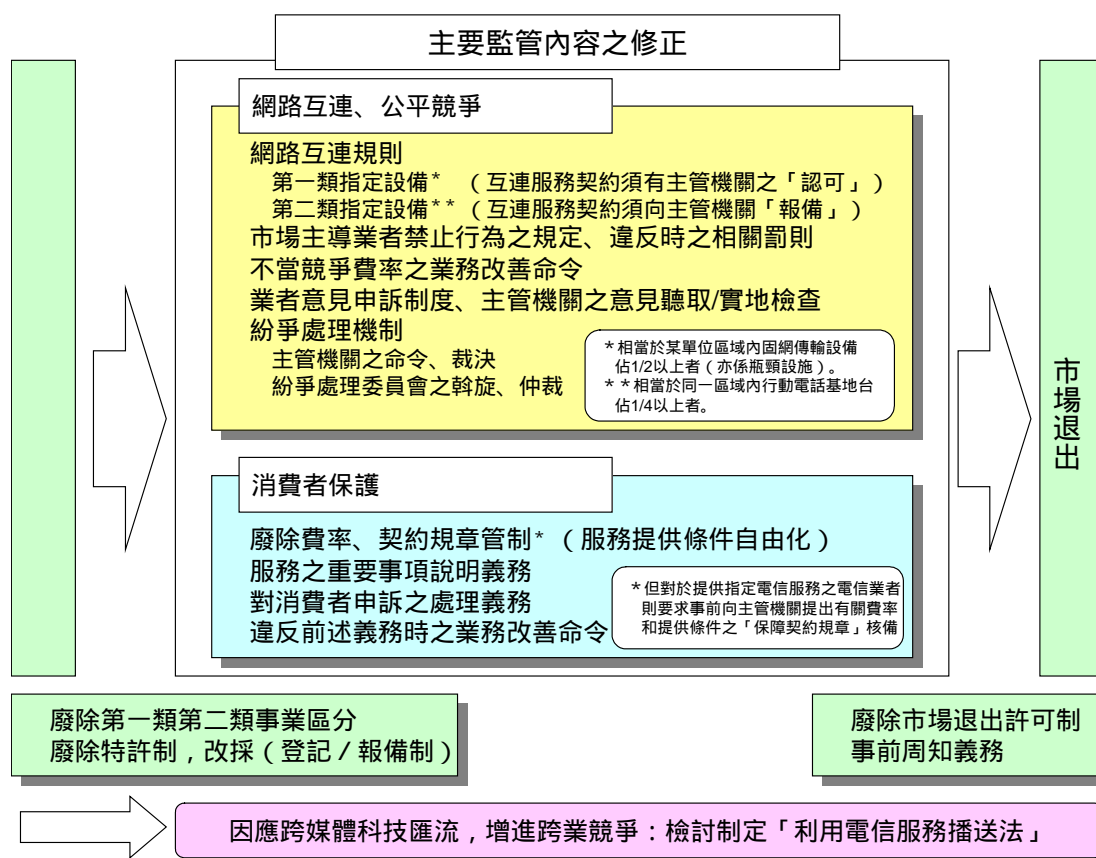 主要監管內容之修正
網路互連、公平競爭
網路互連規則
第一類指定設備* （互連服務契約須有主管機關之「認可」）
第二類指定設備**（互連服務契約須向主管機關「報備」）
市場主導業者禁止行為之規定、違反時之相關罰則
不當競爭費率之業務改善命令
業者意見申訴制度、主管機關之意見聽取/實地檢查
紛爭處理機制
主管機關之命令、裁決
紛爭處理委員會之斡旋、仲裁
*相當於某單位區域內固網傳輸設備
佔1/2以上者（亦係瓶頸設施）。
**相當於同一區域內行動電話基地台
佔1/4以上者。
消費者保護
廢除費率、契約規章管制* （服務提供條件自由化）
服務之重要事項說明義務
對消費者申訴之處理義務
違反前述義務時之業務改善命令
*但對於提供指定電信服務之電信業者
則要求事前向主管機關提出有關費率
和提供條件之「保障契約規章」核備
市場退出
廢除第一類第二類事業區分
廢除特許制，改採（登記／報備制）
廢除市場退出許可制
事前周知義務
因應跨媒體科技匯流，增進跨業競爭：檢討制定「利用電信服務播送法」